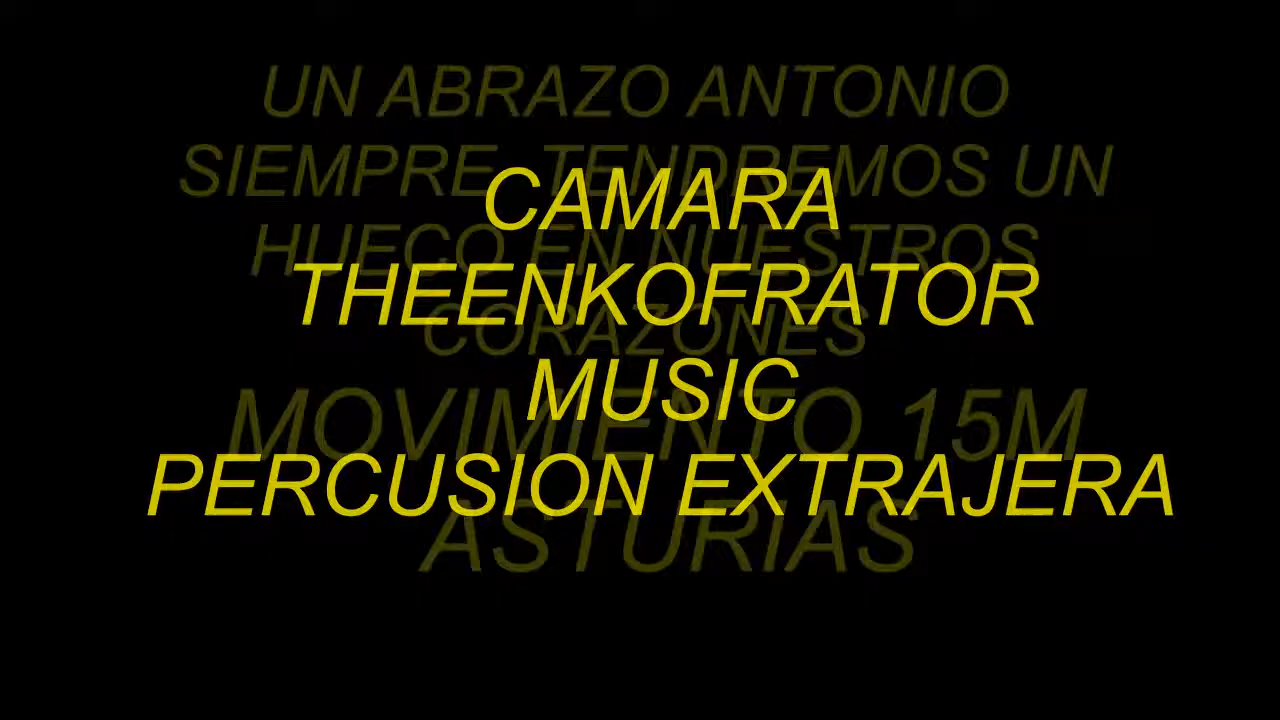 UN ABRAZO ANTONIO
SIEMPRE TENDREMOS UN
HUECO EN NUESTROS
CORAZONES
MOVIMIENTO 15M
ASTURIAS
CAMARA
THEENKOFRATOR
MUSIC
PERCUSION EXTRAJERA